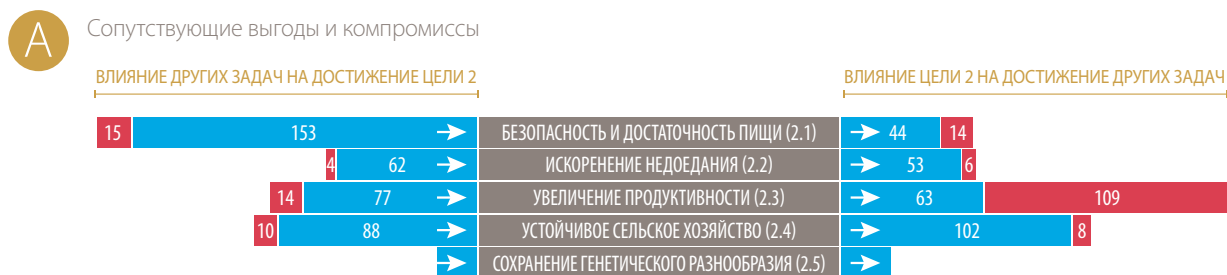 А
Сопутствующие выгоды и компромиссы
ВЛИЯНИЕ ДРУГИХ ЗАДАЧ НА ДОСТИЖЕНИЕ ЦЕЛИ 2
ВЛИЯНИЕ ЦЕЛИ 2 НА ДОСТИЖЕНИЕ ДРУГИХ ЗАДАЧ
15 153 БЕЗОПАСНОСТЬ И ДОСТАТОЧНОСТЬ ПИЩИ (2.1) 44 14
4 62 ИСКОРЕНЕНИЕ НЕДОЕДАНИЯ (2.2) 53 6
14 77 УВЕЛИЧЕНИЕ ПРОДУКТИВНОСТИ (2.3) 63 109
10 88 УСТОЙЧИВОЕ СЕЛЬСКОЕ ХОЗЯЙСТВО (2.4) 102 8
СОХРАНЕНИЕ ГЕНЕТИЧЕСКОГО РАЗНООБРАЗИЯ (2.5)